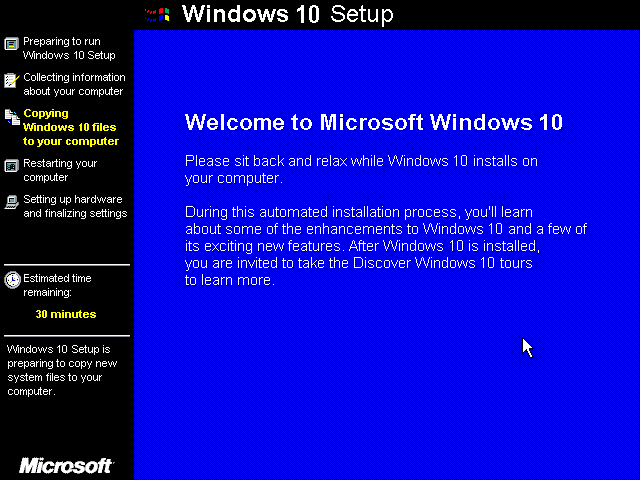 Windows 10 Setup
Preparing to run
Windows 10 Setup
Collecting information
about your computer
Copying
Windows 10 files
to your computer
Restarting your
computer
Setting up hardware
and finalizing settings
Estimated time
remaining:
30 minutes
Windows 10 Setup is
preparing to copy new
system files to your
computer.
Microsoft
Welcome to Microsoft Windows 10
Please sit back and relax while Windows 10 installs on
your computer.
During this automated installation process, you'll learn
about some of the enhancements to Windows 10 and a few of
its exciting new features. After Windows 10 is installed,
you are invited to take the Discover Windows 10 tours
to learn more.